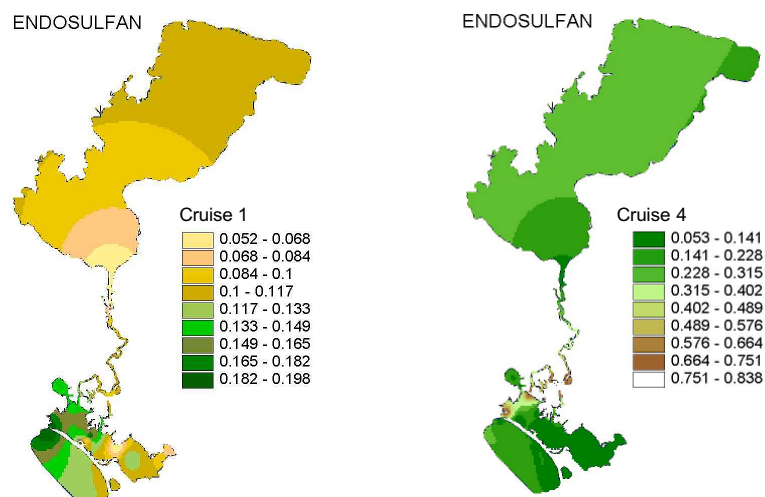 ENDOSULFAN
Cruise 1
0.052 - 0.068
0.068 - 0.084
0.084 - 0.1
0.1 - 0.117
0.117 - 0.133
0.133 - 0.149
0.149 - 0.165
0.165 - 0.182
0.182 - 0.198
ENDOSULFAN
Cruise 4
0.053 - 0.141
0.141 - 0.228
0.228 - 0.315
0.315 - 0.402
0.402 - 0.489
0.489 - 0.576
0.576 - 0.664
0.664 - 0.751
0.751 - 0.838